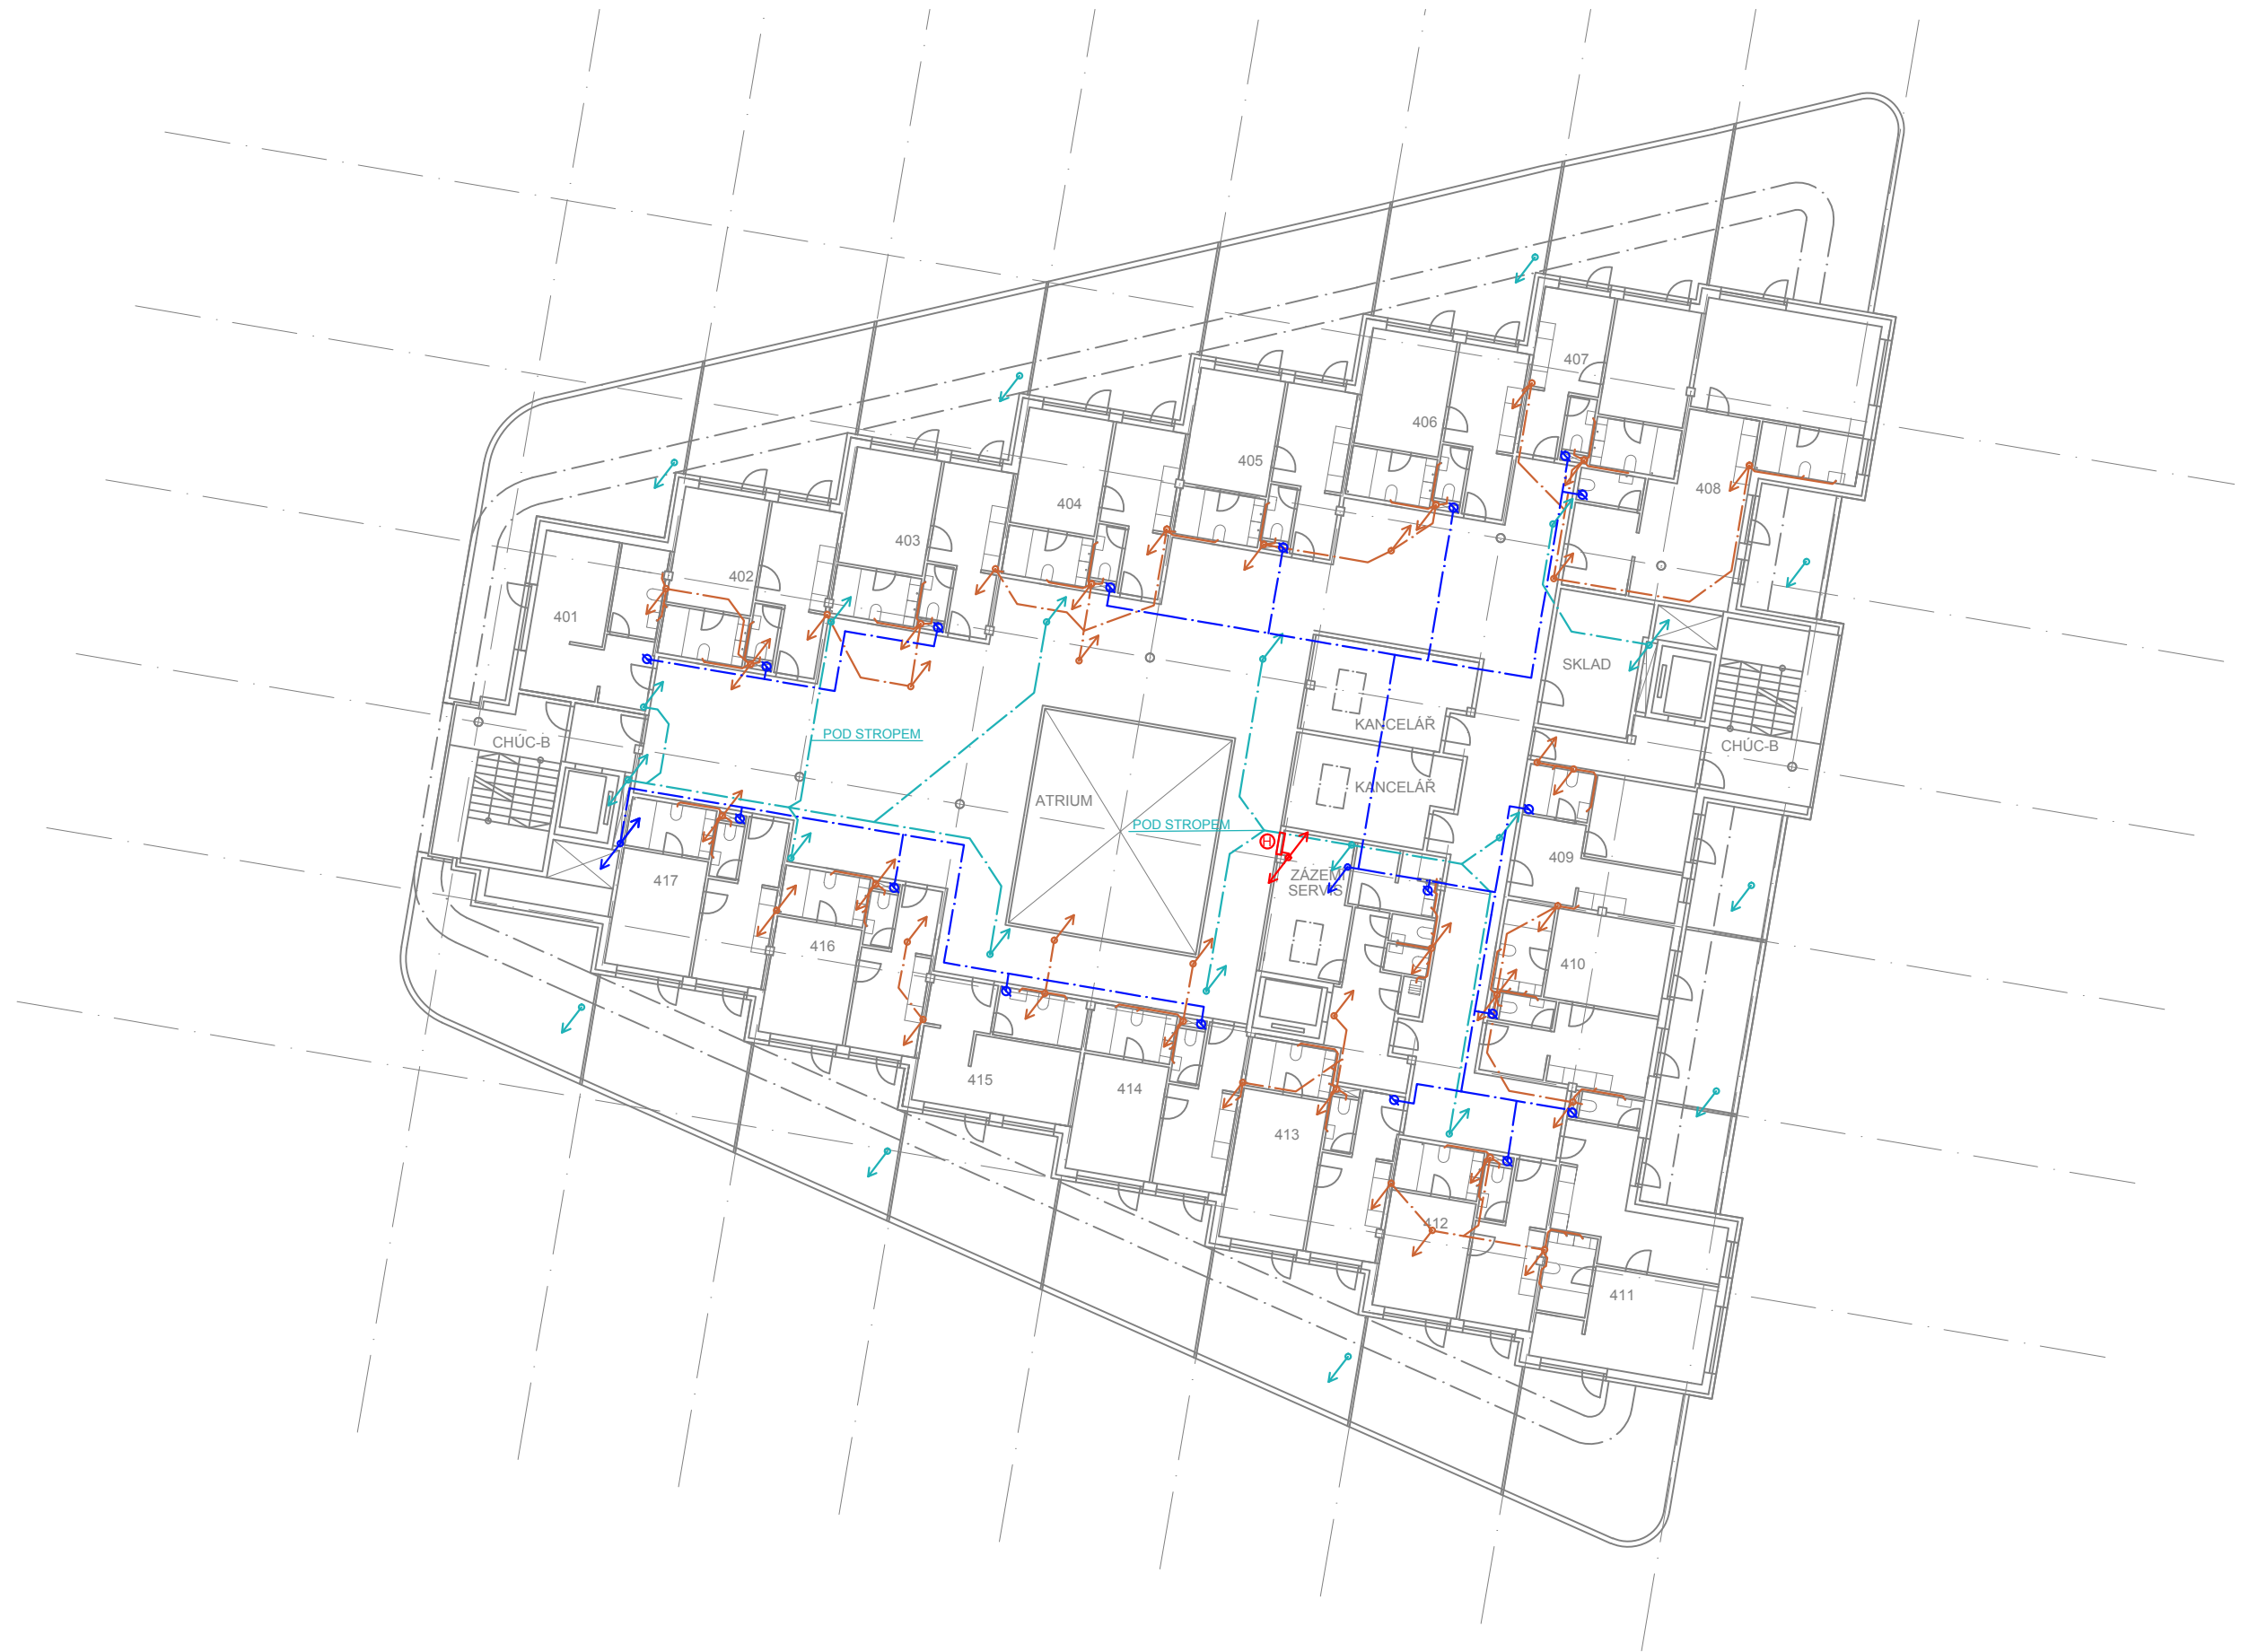 407
406
405
408
404
403
402
401
SKLAD
KANCELÁŘ
POD STROPEM
CHÚC-B
CHÚC-B
KANCELÁŘ
ATRIUM
POD STROPEM
H
409
ZÁZEMÍ
SERVIS
417
416
410
415
414
413
412
411